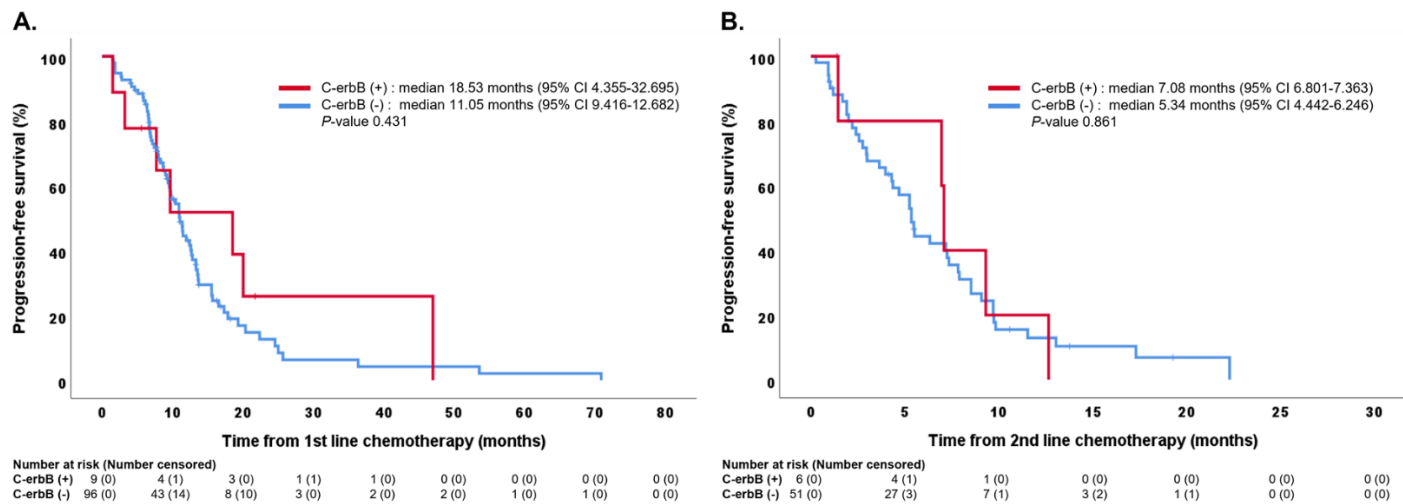 A.
C-erbB (+) : median 18.53 months (95% CI 4.355-32.695)
C-erbB (-) : median 11.05 months (95% CI 9.416-12.682)
P-value 0.431
Progression-free survival (%)
100
80
60
40
20
0
0 10 20 30 40 50 60 70 80
Time from 1st line chemotherapy (months)
Number at risk (Number censored)
C-erbB (+) 9 (0) 4 (1) 3 (0) 1 (1) 1 (0) 0 (0) 0 (0) 0 (0) 0 (0)
C-erbB (-) 96 (0) 43 (14) 8 (10) 3 (0) 2 (0) 2 (0) 1 (0) 1 (0) 0 (0)
B.
C-erbB (+) : median 7.08 months (95% CI 6.801-7.363)
C-erbB (-) : median 5.34 months (95% CI 4.442-6.246)
P-value 0.861
Progression-free survival (%)
100
80
60
40
20
0
0 5 10 15 20 25 30
Time from 2nd line chemotherapy (months)
Number at risk (Number censored)
C-erbB (+) 6 (0) 4 (1) 1 (0) 0 (0) 0 (0) 0 (0) 0 (0)
C-erbB (-) 51 (0) 27 (3) 7 (1) 3 (2) 1 (1) 0 (0) 0 (0)